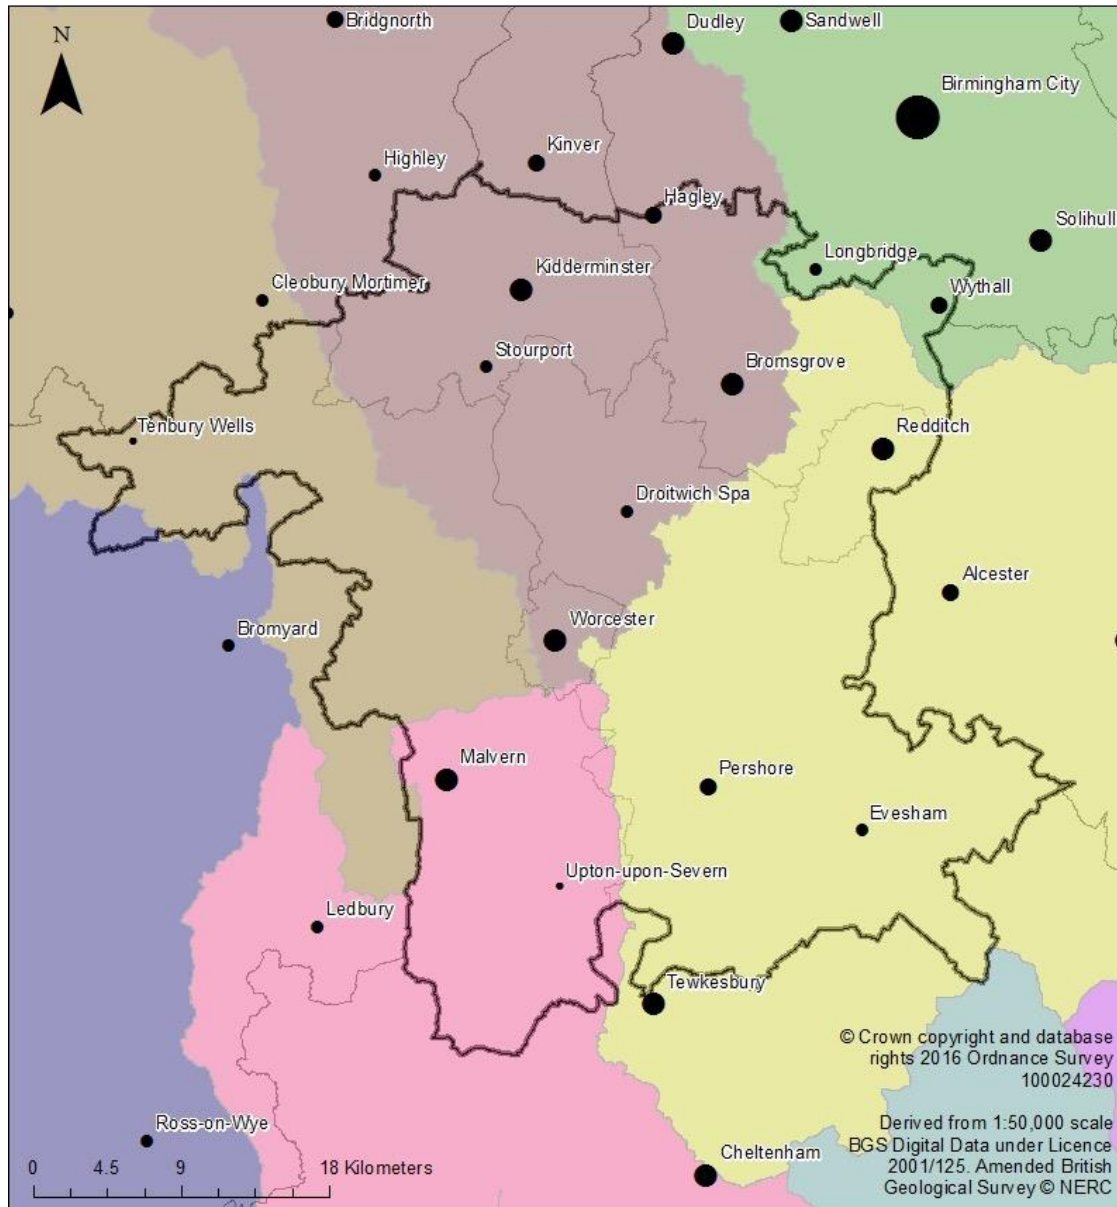 N
Bridgnorth
Dudley
Sandwell
Birmingham City
Kinver
Highley
Hagley
Solihull
Longbridge
Kidderminster
Cleobury Mortimer
Wythall
Stourport
Bromsgrove
Tenbury Wells
Redditch
Droitwich Spa
Alcester
Worcester
Bromyard
Malvern
Pershore
Evesham
Upton-upon-Severn
Ledbury
Tewkesbury
© Crown copyright and database
rights 2016 Ordnance Survey
100024230
Ross-on-Wye
Derived from 1:50,000 scale
BGS Digital Data under Licence
2001/125. Amended British
Geological Survey © NERC
Cheltenham
0 4.5 9 18 Kilometers